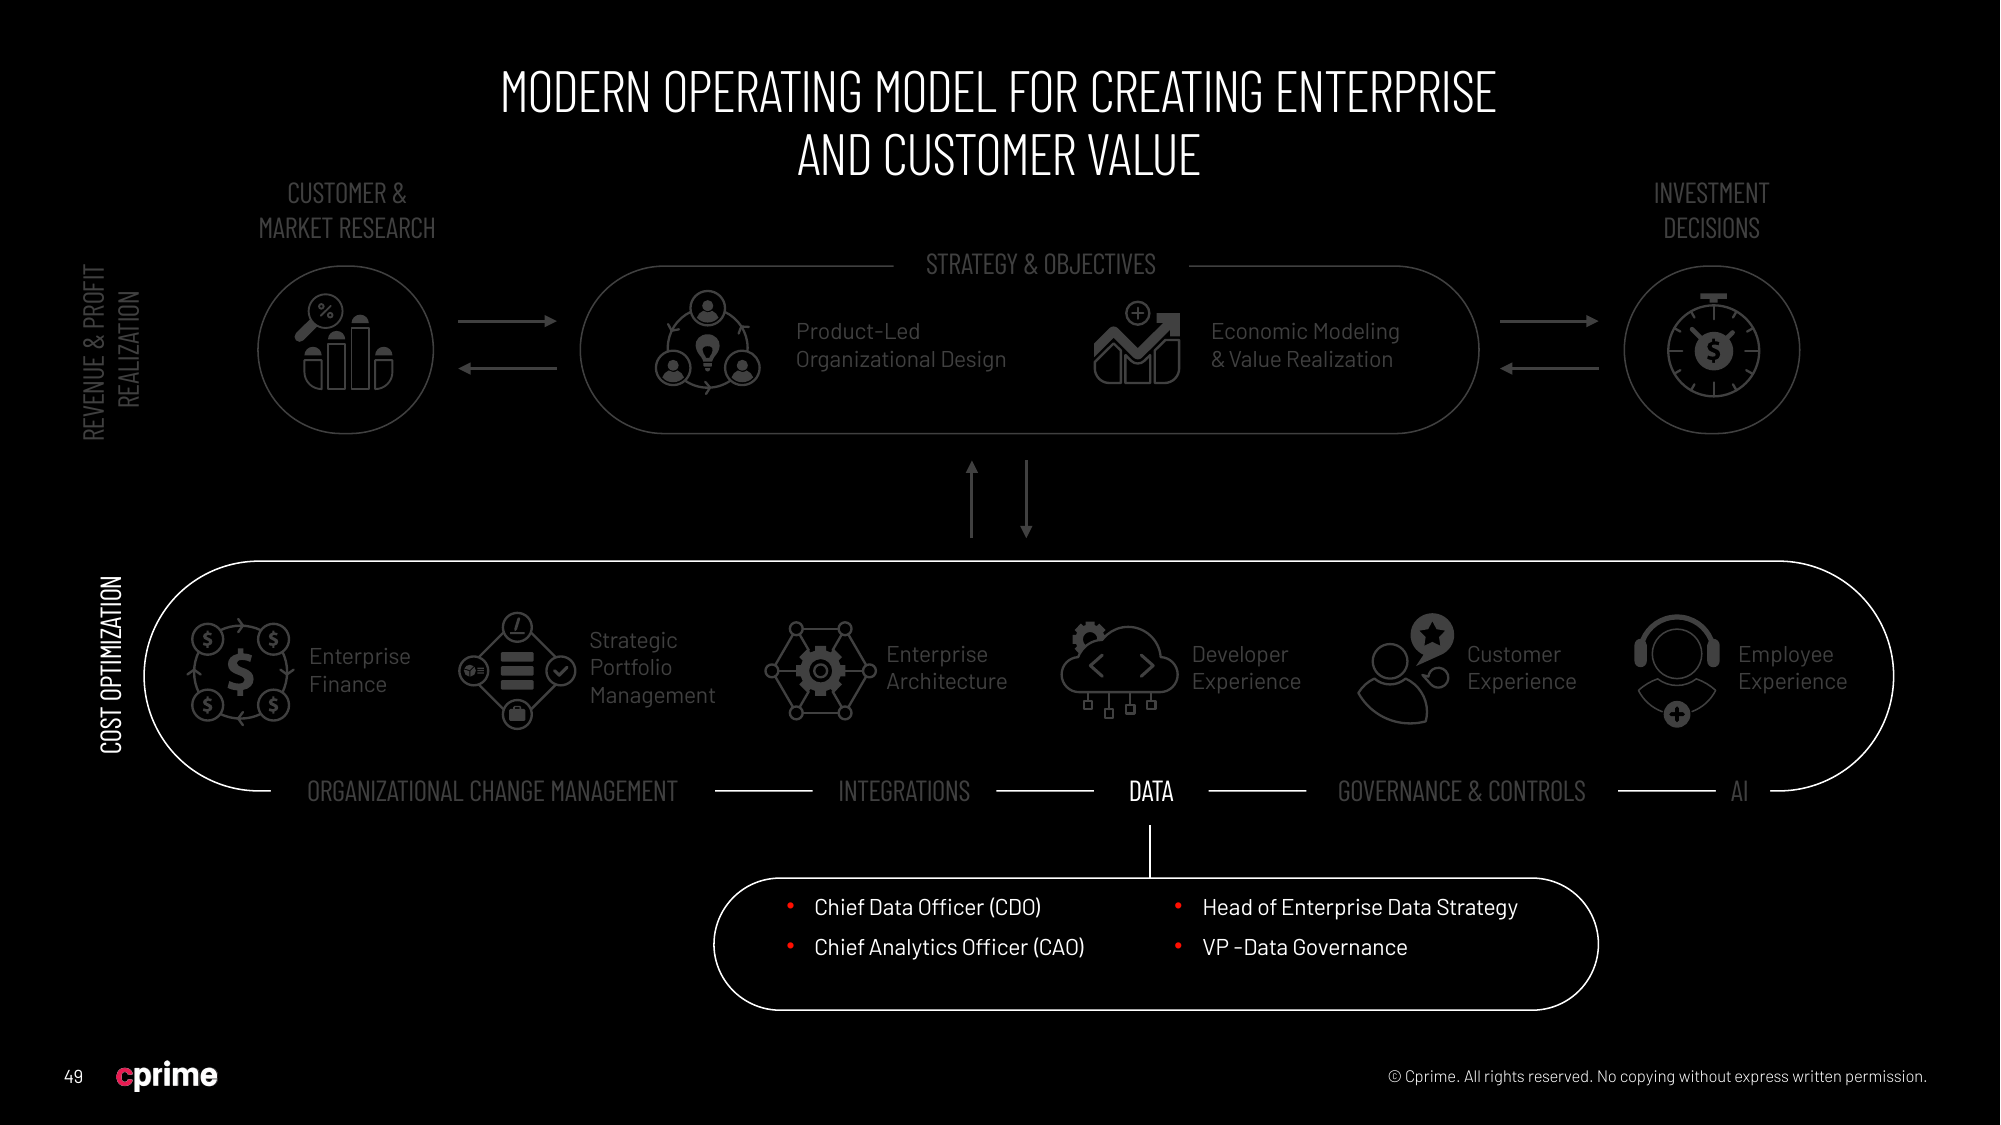 MODERN OPERATING MODEL FOR CREATING ENTERPRISE
AND CUSTOMER VALUE
CUSTOMER &
MARKET RESEARCH
INVESTMENT
DECISIONS
REVENUE & PROFIT
REALIZATION
STRATEGY & OBJECTIVES
%
Product-Led
Organizational Design
Economic Modeling
& Value Realization
$
COST OPTIMIZATION
$ $
$
$ $
Enterprise
Finance
Strategic
Portfolio
Management
Enterprise
Architecture
Developer
Experience
Customer
Experience
Employee
Experience
ORGANIZATIONAL CHANGE MANAGEMENT
INTEGRATIONS
DATA
GOVERNANCE & CONTROLS
AI
• Chief Data Officer (CDO)
• Chief Analytics Officer (CAO)
• Head of Enterprise Data Strategy
• VP -Data Governance
49
cprime
© Cprime. All rights reserved. No copying without express written permission.